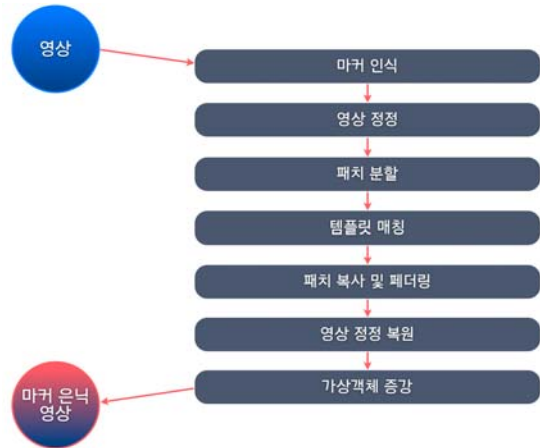 영상
마커 인식
영상 정정
패치 분할
템플릿 매칭
패치 복사 및 페더링
영상 정정 복원
가상객체 증강
마커 은닉
영상